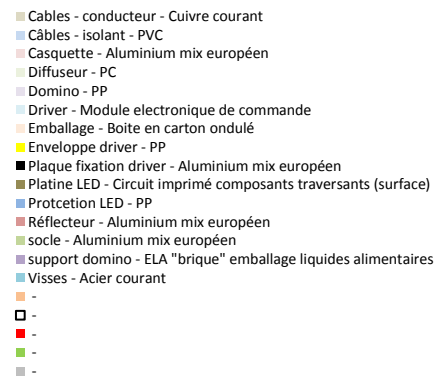 Cables - conducteur - Cuivre courant
Câbles - isolant - PVC
Casquette - Aluminium mix européen
Diffuseur - PC
Domino - PP
Driver - Module electronique de commande
Emballage - Boite en carton ondulé
Enveloppe driver - PP
Plaque fixation driver - Aluminium mix européen
Platine LED - Circuit imprimé composants traversants (surface)
Protcetion LED - PP
Réflecteur - Aluminium mix européen
socle - Aluminium mix européen
support domino - ELA "brique" emballage liquides alimentaires
Visses - Acier courant
-
-
-
-
-